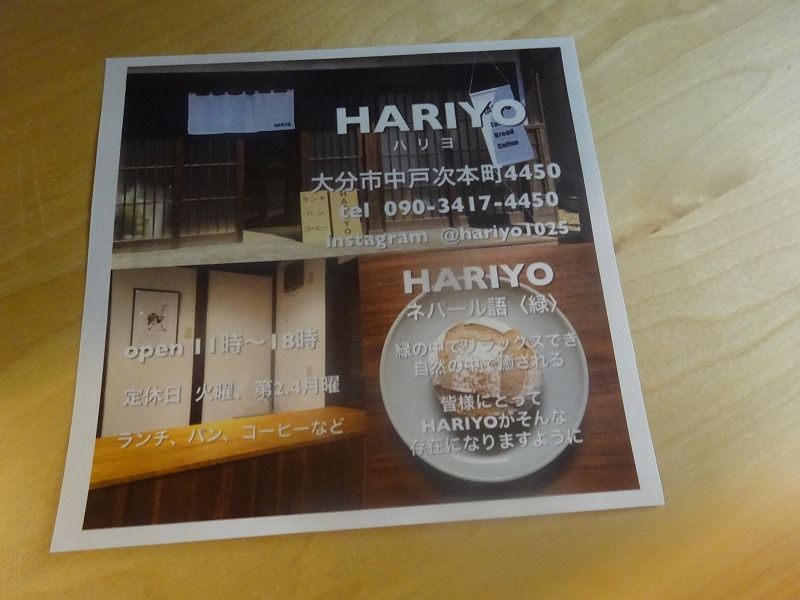 HARIYO
HARIYO
ハリヨ
Bread
Coffee
大分市中戸次本町4450
tel 090-3417-4450
instagram @hariyo1025
ランチ
パン
コーヒー
HARIYO
HARIYO
ネパール語〈緑〉
緑の中でリラックスでき
自然の中で癒される
皆様にとって
HARIYOがそんな
存在になりますように
open 11時〜18時
定休日 火曜、第2.4月曜
ランチ、パン、コーヒーなど